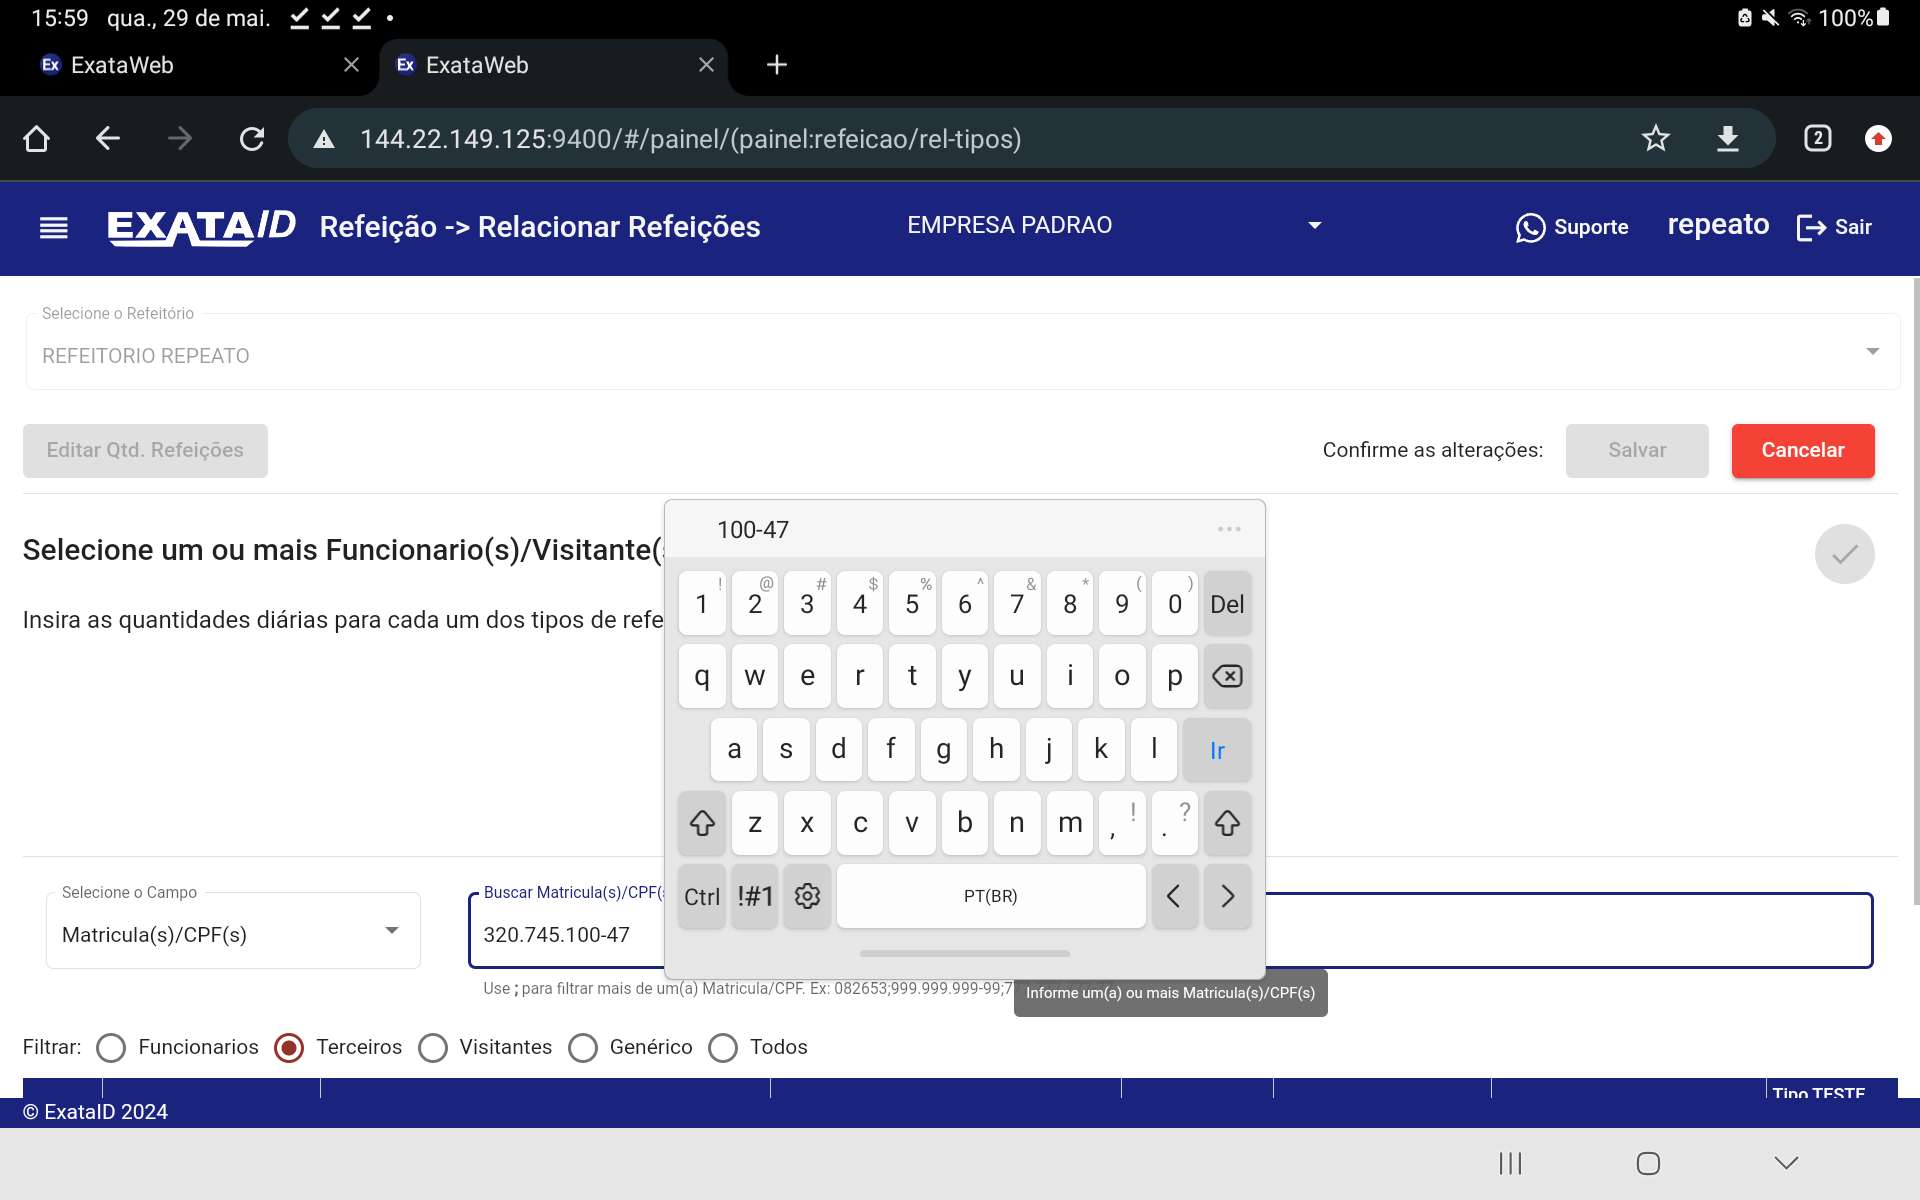 15:59 qua., 29 de mai. 100%
Ex ExataWeb Ex ExataWeb
144.22.149.125:9400/#/painel/(painel:refeicao/rel-tipos) 2
EXATAID Refeição -> Relacionar Refeições EMPRESA PADRAO Suporte repeato Sair
Selecione o Refeitório
REFEITORIO REPEATO
Editar Qtd. Refeições Confirme as alterações: Salvar Cancelar
Selecione um ou mais Funcionario(s)/Visitante(
Insira as quantidades diárias para cada um dos tipos de refe
100-47
! @ # $ % ^ & * ( )
1 2 3 4 5 6 7 8 9 0 Del
q w e r t y u i o p
a s d f g h j k l Ir
z x c v b n m , ! . ?
Ctrl !#1 PT(BR) < >
Selecione o Campo
Matricula(s)/CPF(s)
Buscar Matricula(s)/CPF(
320.745.100-47
Use ; para filtrar mais de um(a) Matricula/CPF. Ex: 082653;999.999.999-99;7
Informe um(a) ou mais Matricula(s)/CPF(s)
Filtrar: Funcionarios Terceiros Visitantes Genérico Todos
Tipo TESTE
© ExataID 2024